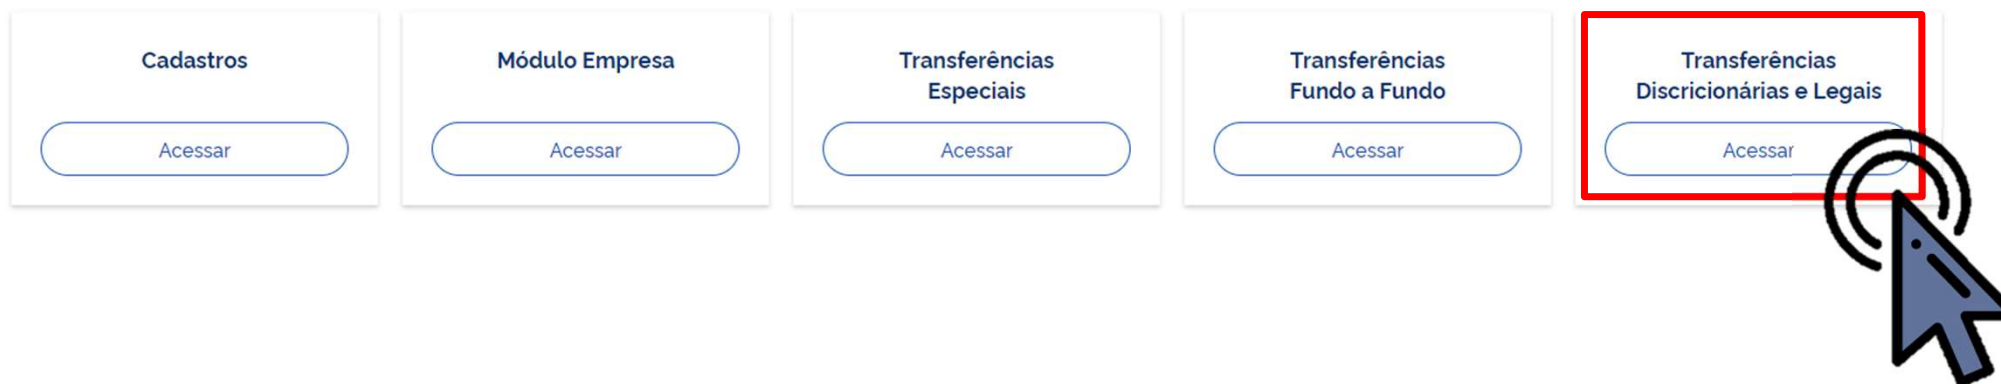 Cadastros
Acessar
Módulo Empresa
Acessar
Transferências
Especiais
Acessar
Transferências
Fundo a Fundo
Acessar
Transferências
Discricionárias e Legais
Acessar